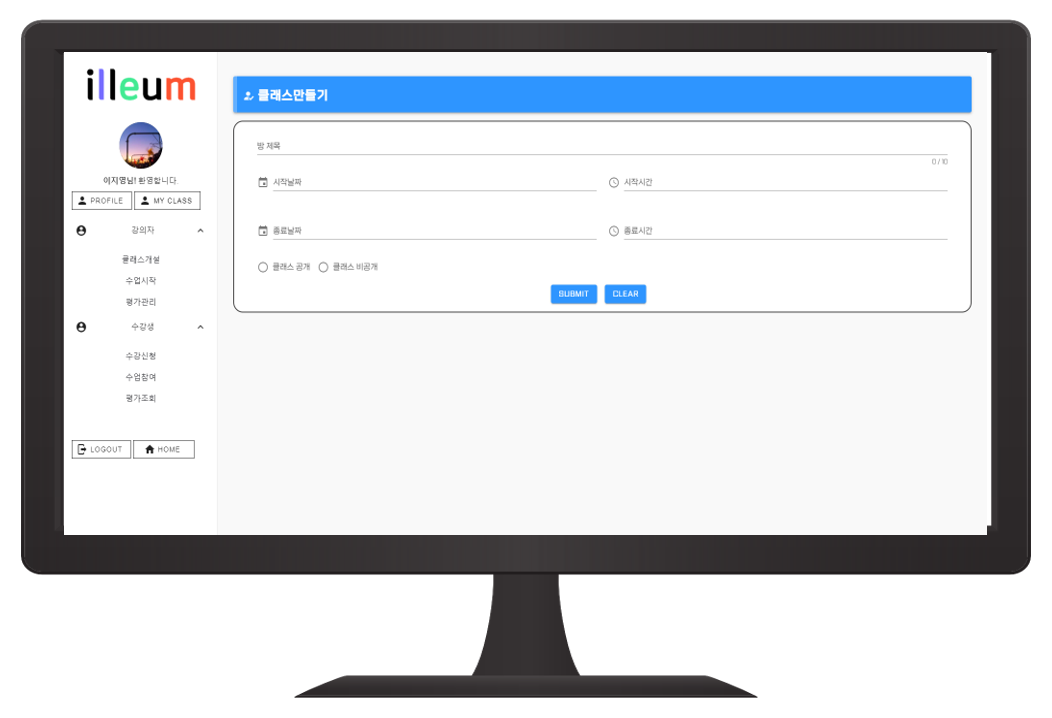 illeum
이지영님! 환영합니다.
PROFILE
MY CLASS
강의자
클래스개설
수업시작
평가관리
수강생
수강신청
수업참여
평가조회
LOGOUT
HOME
클래스만들기
방 제목
0 / 10
시작날짜
시작시간
종료날짜
종료시간
클래스 공개
클래스 비공개
SUBMIT
CLEAR